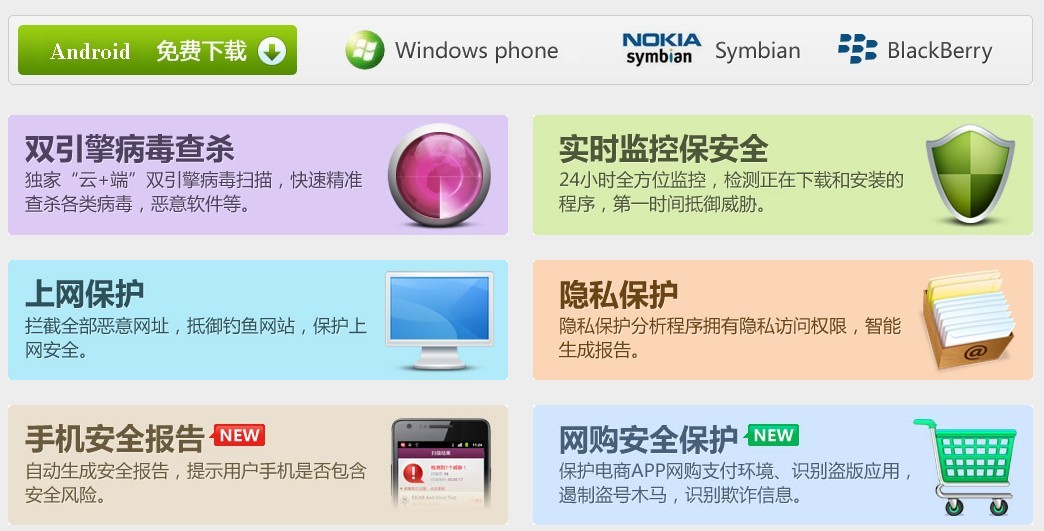 Android 免费下载
Windows phone
NOKIA
symbian
Symbian
BlackBerry
双引擎病毒查杀
独家“云+端”双引擎病毒扫描，快速精准
查杀各类病毒，恶意软件等。
实时监控保安全
24小时全方位监控，检测正在下载和安装的
程序，第一时间抵御威胁。
上网保护
拦截全部恶意网址，抵御钓鱼网站，保护上
网安全。
隐私保护
隐私保护分析程序拥有隐私访问权限，智能
生成报告。
@
手机安全报告 NEW
自动生成安全报告，提示用户手机是否包含
安全风险。
扫描结果
网购安全保护 NEW
保护电商APP网购支付环境、识别盗版应用，
遏制盗号木马，识别欺诈信息。